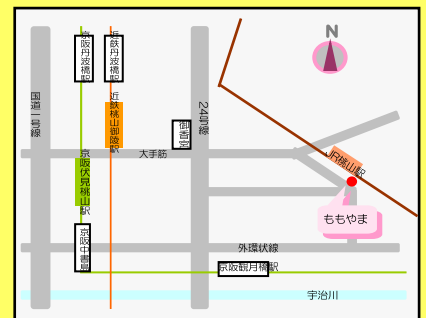 N
京阪丹波橋駅
近鉄丹波橋駅
国道一号線
近鉄桃山御陵駅
御香宮
24号線
大手筋
JR桃山駅
京阪伏見桃山駅
ももやま
京阪中書島
外環状線
京阪観月橋駅
宇治川